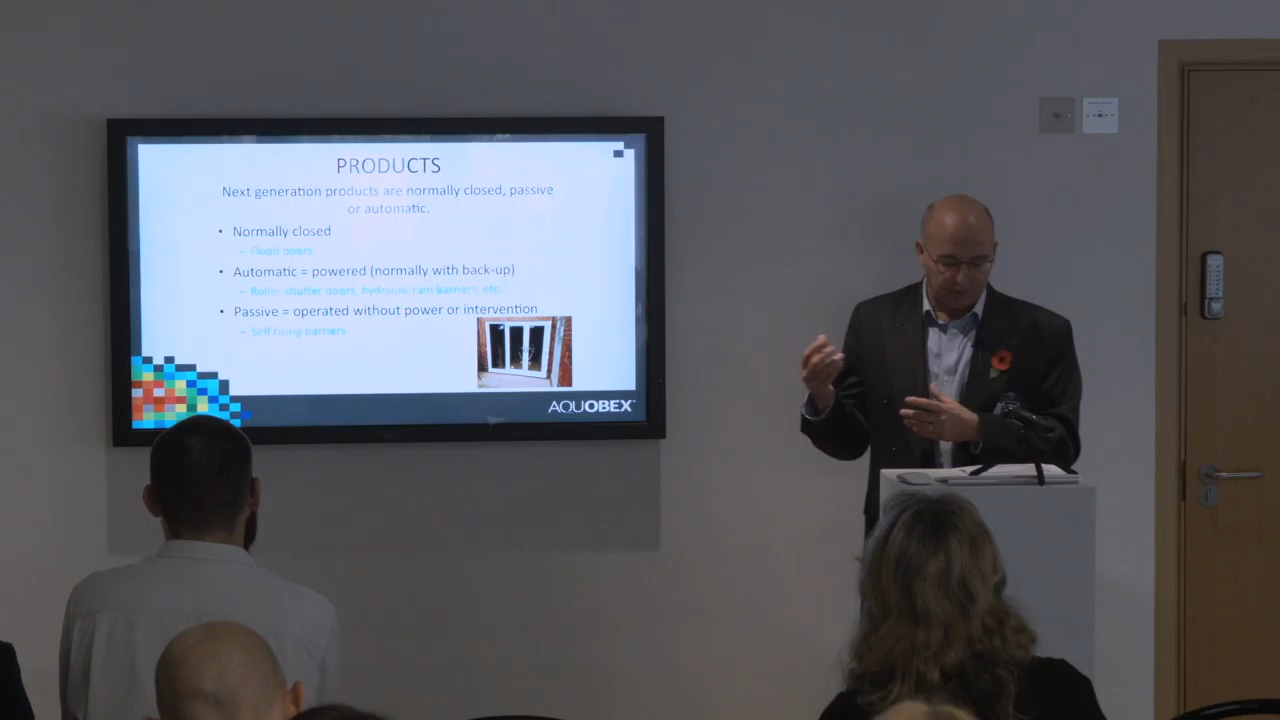 PRODUCTS
Next generation products are normally closed, passive
or automatic.
• Normally closed
– Flood doors
• Automatic = powered (normally with back-up)
– Roller shutter doors, hydraulic ram barriers, etc.
• Passive = operated without power or intervention
– Self rising barriers
AQUOBEX